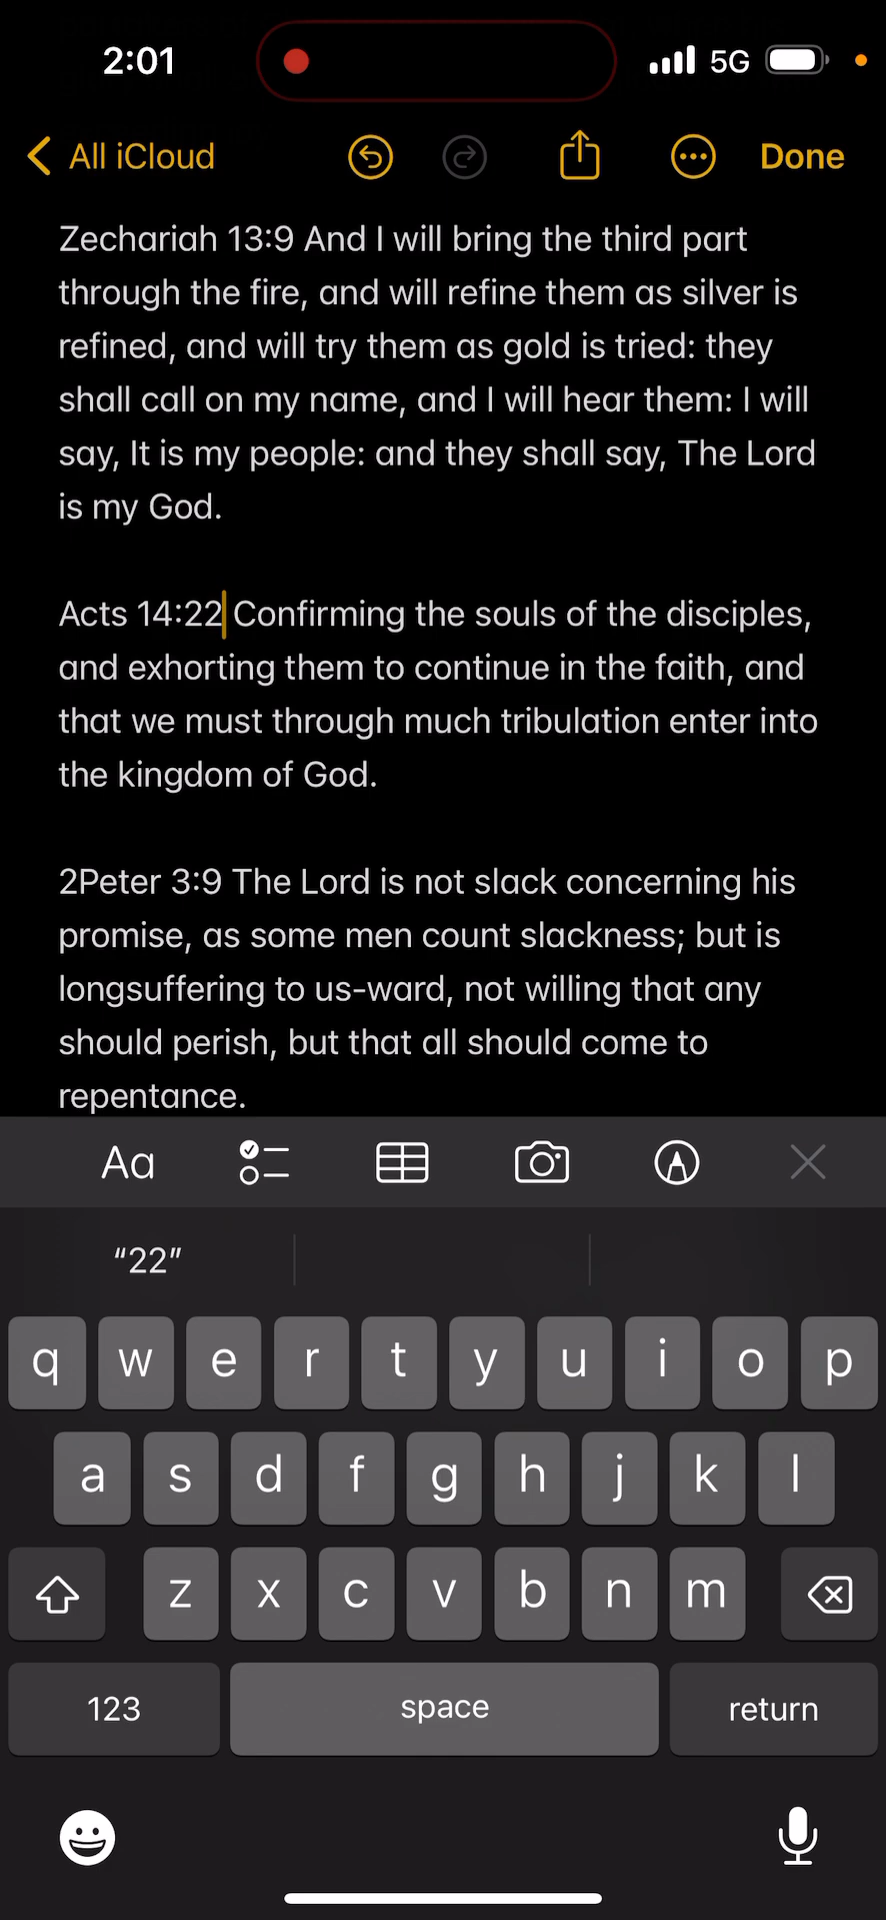 2:01
5G
All iCloud
Done
Zechariah 13:9 And I will bring the third part
through the fire, and will refine them as silver is
refined, and will try them as gold is tried: they
shall call on my name, and I will hear them: I will
say, It is my people: and they shall say, The Lord
is my God.
Acts 14:22 Confirming the souls of the disciples,
and exhorting them to continue in the faith, and
that we must through much tribulation enter into
the kingdom of God.
2Peter 3:9 The Lord is not slack concerning his
promise, as some men count slackness; but is
longsuffering to us-ward, not willing that any
should perish, but that all should come to
repentance.
Aa
“22”
q w e r t y u i o p
a s d f g h j k l
z x c v b n m
123 space return